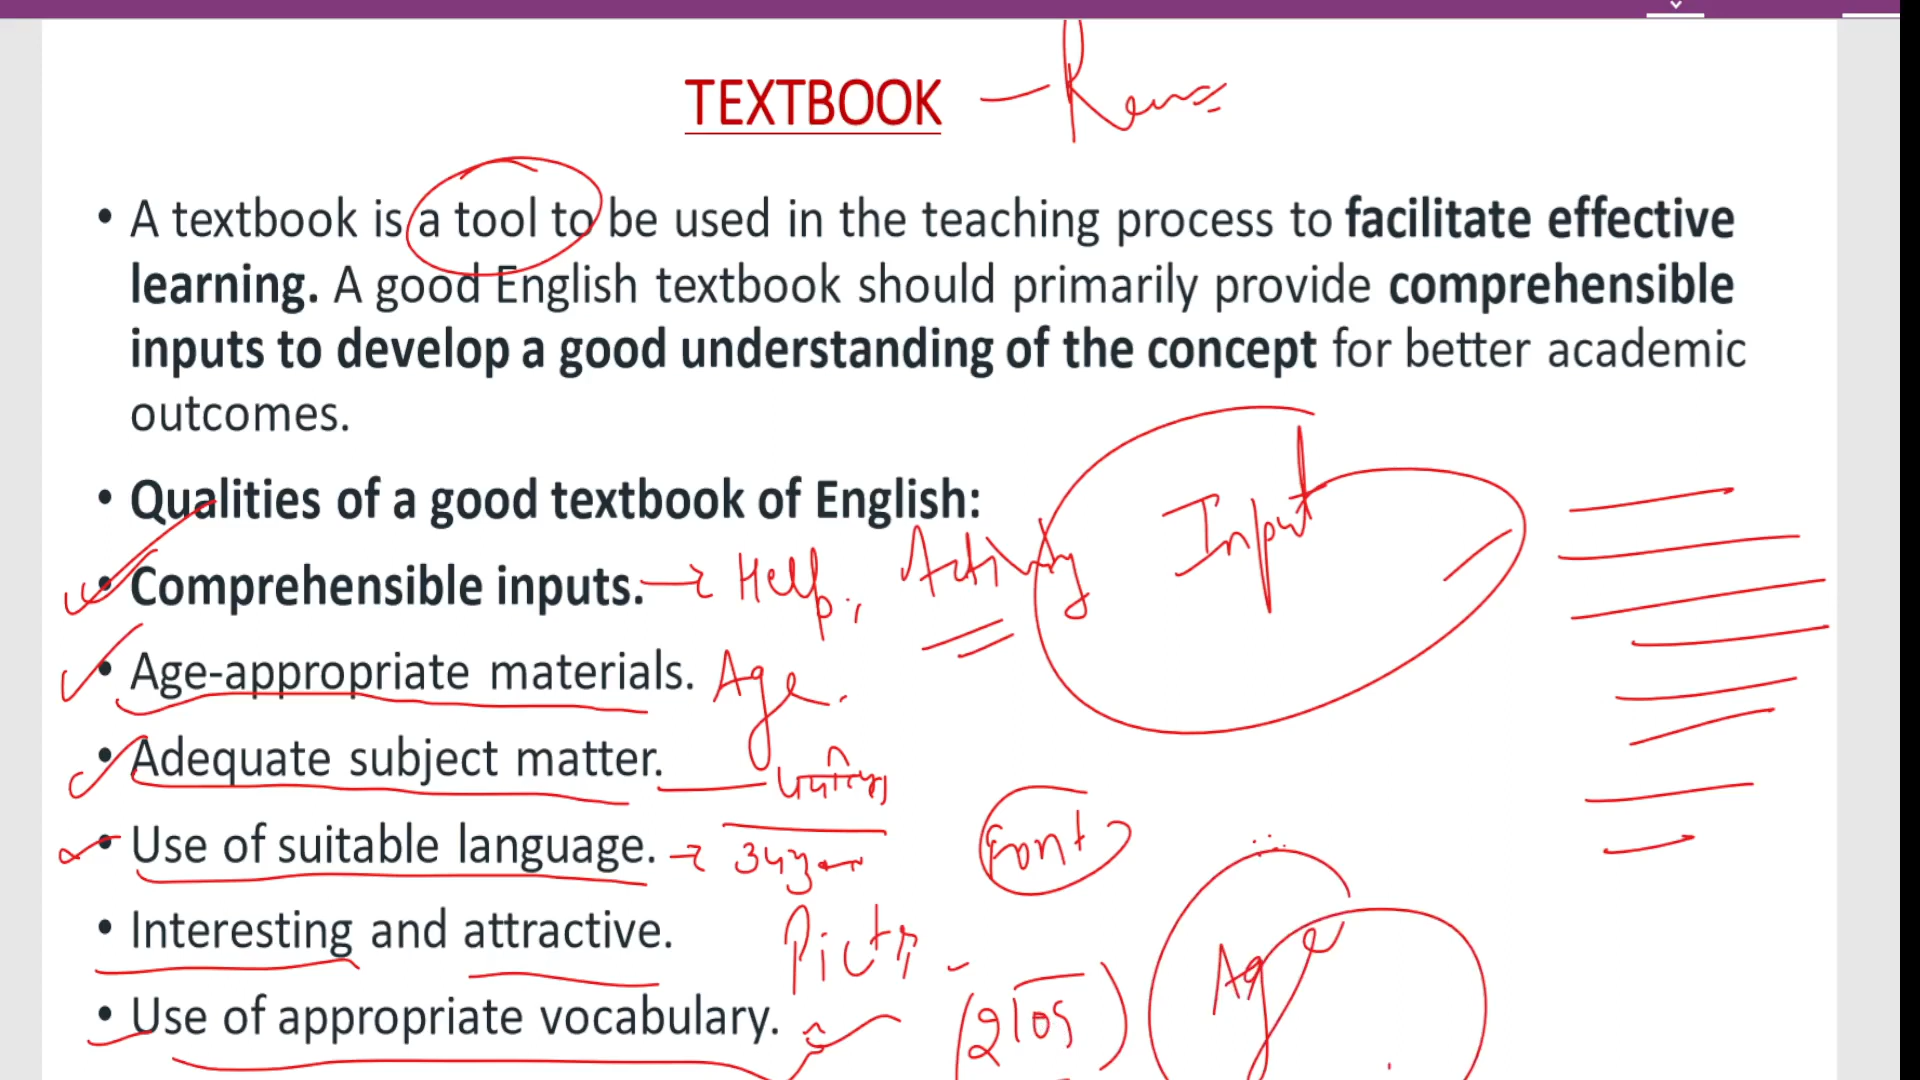 TEXTBOOK
• A textbook is a tool to be used in the teaching process to facilitate effective
learning. A good English textbook should primarily provide comprehensible
inputs to develop a good understanding of the concept for better academic
outcomes.
Input
• Qualities of a good textbook of English:
• Comprehensible inputs. → Help, Activity
• Age-appropriate materials. Age.
• Adequate subject matter.
• Use of suitable language. → Font
• Interesting and attractive.
• Use of appropriate vocabulary. Age